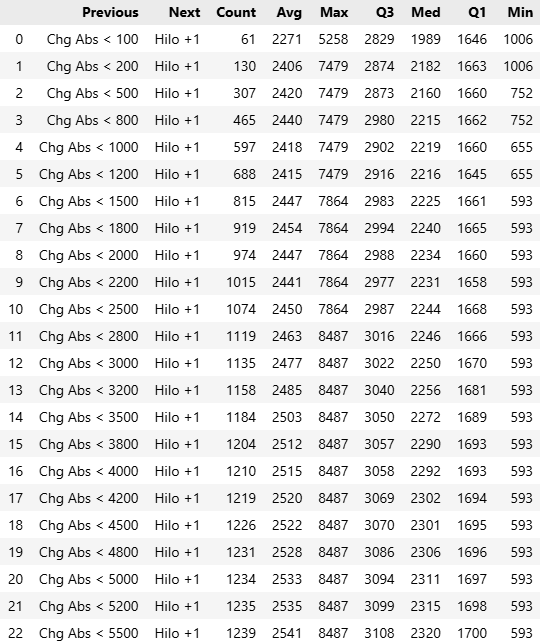 Previous Next Count Avg Max Q3 Med Q1 Min
0 Chg Abs < 100 Hilo +1 61 2271 5258 2829 1989 1646 1006
1 Chg Abs < 200 Hilo +1 130 2406 7479 2874 2182 1663 1006
2 Chg Abs < 500 Hilo +1 307 2420 7479 2873 2160 1660 752
3 Chg Abs < 800 Hilo +1 465 2440 7479 2980 2215 1662 752
4 Chg Abs < 1000 Hilo +1 597 2418 7479 2902 2219 1660 655
5 Chg Abs < 1200 Hilo +1 688 2415 7479 2916 2216 1645 655
6 Chg Abs < 1500 Hilo +1 815 2447 7864 2983 2225 1661 593
7 Chg Abs < 1800 Hilo +1 919 2454 7864 2994 2240 1665 593
8 Chg Abs < 2000 Hilo +1 974 2447 7864 2988 2234 1660 593
9 Chg Abs < 2200 Hilo +1 1015 2441 7864 2977 2231 1658 593
10 Chg Abs < 2500 Hilo +1 1074 2450 7864 2987 2244 1668 593
11 Chg Abs < 2800 Hilo +1 1119 2463 8487 3016 2246 1666 593
12 Chg Abs < 3000 Hilo +1 1135 2477 8487 3022 2250 1670 593
13 Chg Abs < 3200 Hilo +1 1158 2485 8487 3040 2256 1681 593
14 Chg Abs < 3500 Hilo +1 1184 2503 8487 3050 2272 1689 593
15 Chg Abs < 3800 Hilo +1 1204 2512 8487 3057 2290 1693 593
16 Chg Abs < 4000 Hilo +1 1210 2515 8487 3058 2292 1693 593
17 Chg Abs < 4200 Hilo +1 1219 2520 8487 3069 2302 1694 593
18 Chg Abs < 4500 Hilo +1 1226 2522 8487 3070 2301 1695 593
19 Chg Abs < 4800 Hilo +1 1231 2528 8487 3086 2306 1696 593
20 Chg Abs < 5000 Hilo +1 1234 2533 8487 3094 2311 1697 593
21 Chg Abs < 5200 Hilo +1 1235 2535 8487 3099 2315 1698 593
22 Chg Abs < 5500 Hilo +1 1239 2541 8487 3108 2320 1700 593